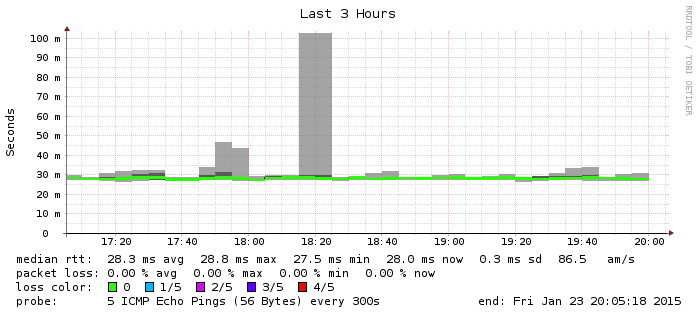 Last 3 Hours
RRDTOOL / TOBI OETIKER
Seconds
100 m
90 m
80 m
70 m
60 m
50 m
40 m
30 m
20 m
10 m
0
17:20 17:40 18:00 18:20 18:40 19:00 19:20 19:40 20:00
median rtt: 28.3 ms avg 28.8 ms max 27.5 ms min 28.0 ms now 0.3 ms sd 86.5 am/s
packet loss: 0.00 % avg 0.00 % max 0.00 % min 0.00 % now
loss color: 0 1/5 2/5 3/5 4/5
probe: 5 ICMP Echo Pings (56 Bytes) every 300s end: Fri Jan 23 20:05:18 2015